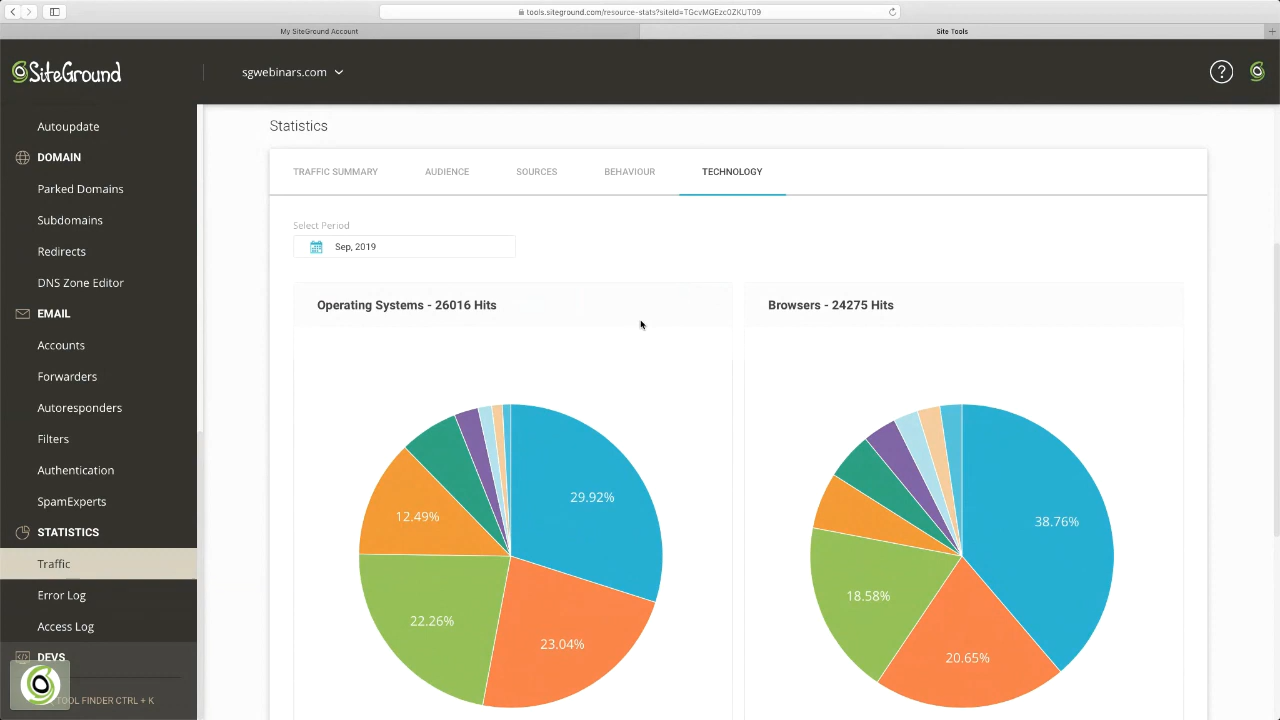 tools.siteground.com/resource-stats?siteId=TGcvMGEzc0ZKUT09
My SiteGround Account
Site Tools
SiteGround
sgwebinars.com
?
Autoupdate
DOMAIN
Parked Domains
Subdomains
Redirects
DNS Zone Editor
EMAIL
Accounts
Forwarders
Autoresponders
Filters
Authentication
SpamExperts
STATISTICS
Traffic
Error Log
Access Log
DEVS
TOOL FINDER CTRL + K
Statistics
TRAFFIC SUMMARY
AUDIENCE
SOURCES
BEHAVIOUR
TECHNOLOGY
Select Period
Sep, 2019
Operating Systems - 26016 Hits
29.92%
12.49%
22.26%
23.04%
Browsers - 24275 Hits
38.76%
18.58%
20.65%